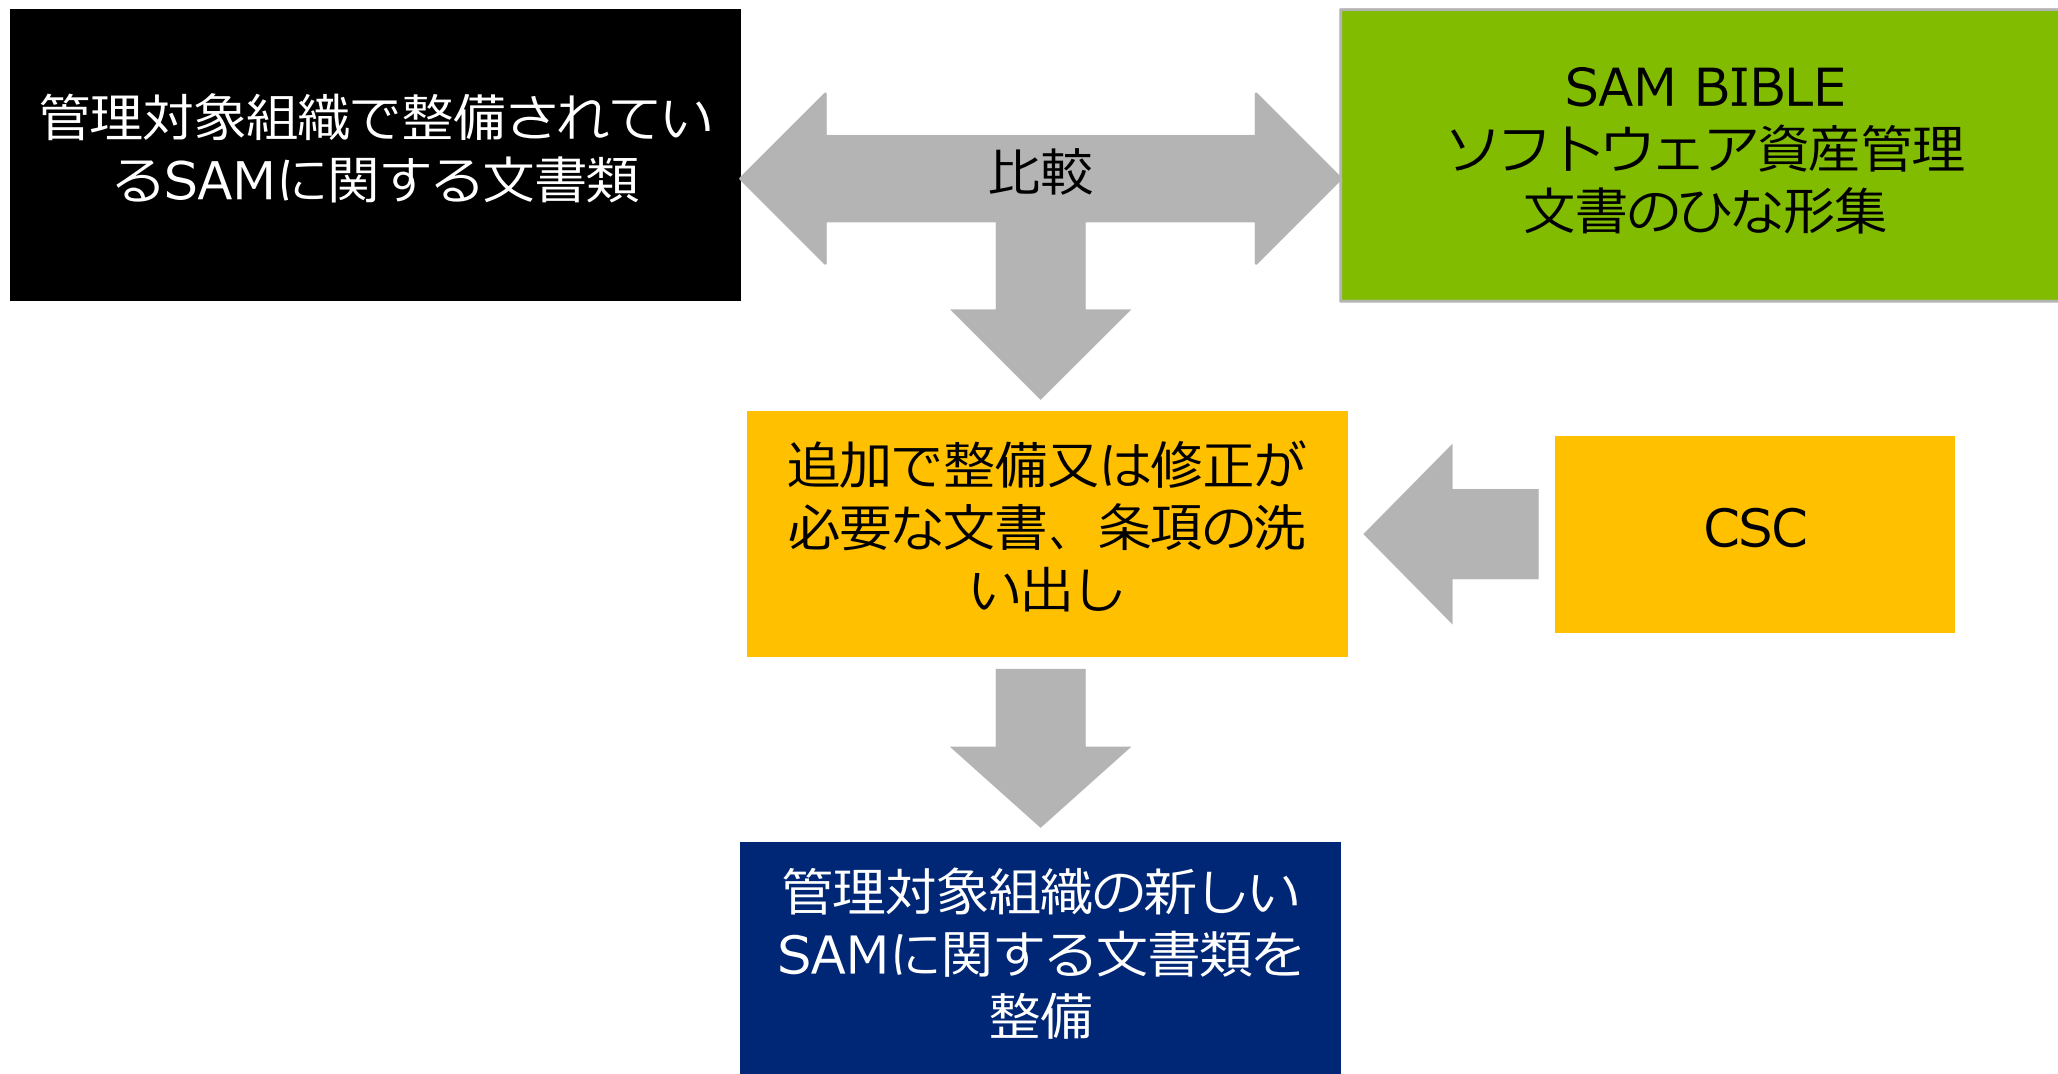 管理対象組織で整備されてい
るSAMに関する文書類
比較
SAM BIBLE
ソフトウェア資産管理
文書のひな形集
追加で整備又は修正が
必要な文書、条項の洗
い出し
CSC
管理対象組織の新しい
SAMに関する文書類を
整備